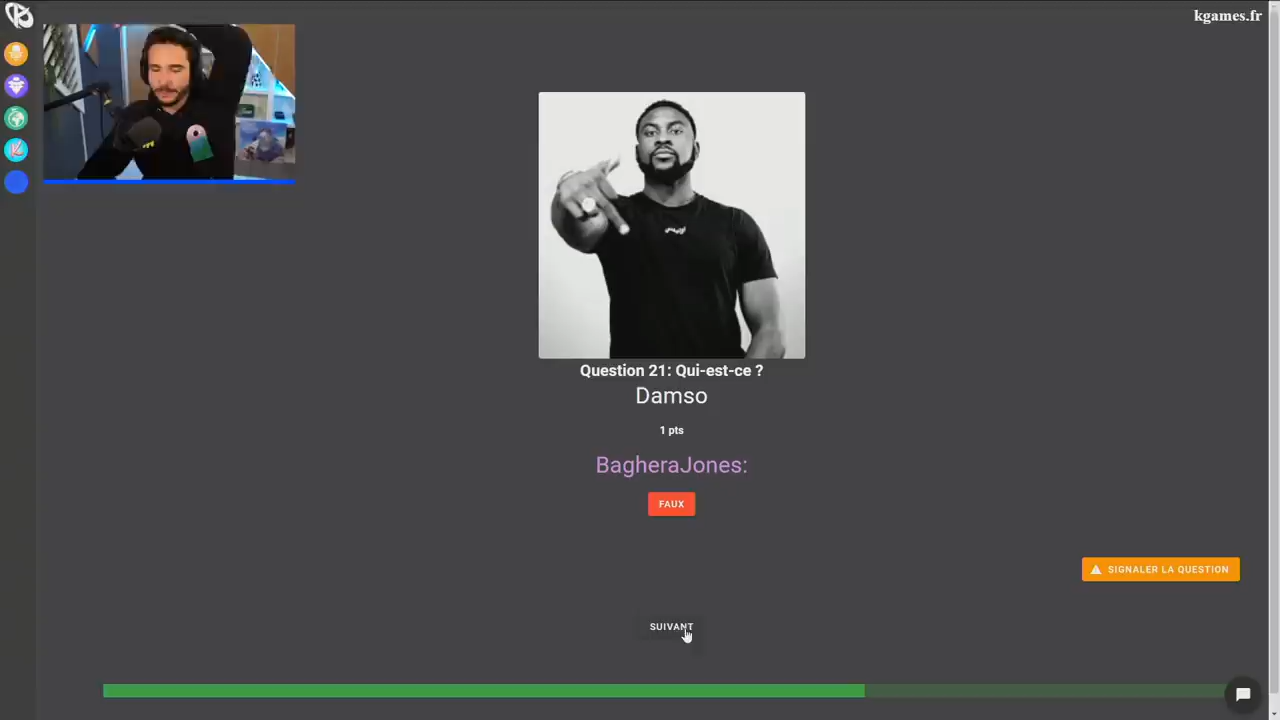 kgames.fr
Question 21: Qui-est-ce ?
Damso
1 pts
BagheraJones:
FAUX
SIGNALER LA QUESTION
SUIVANT